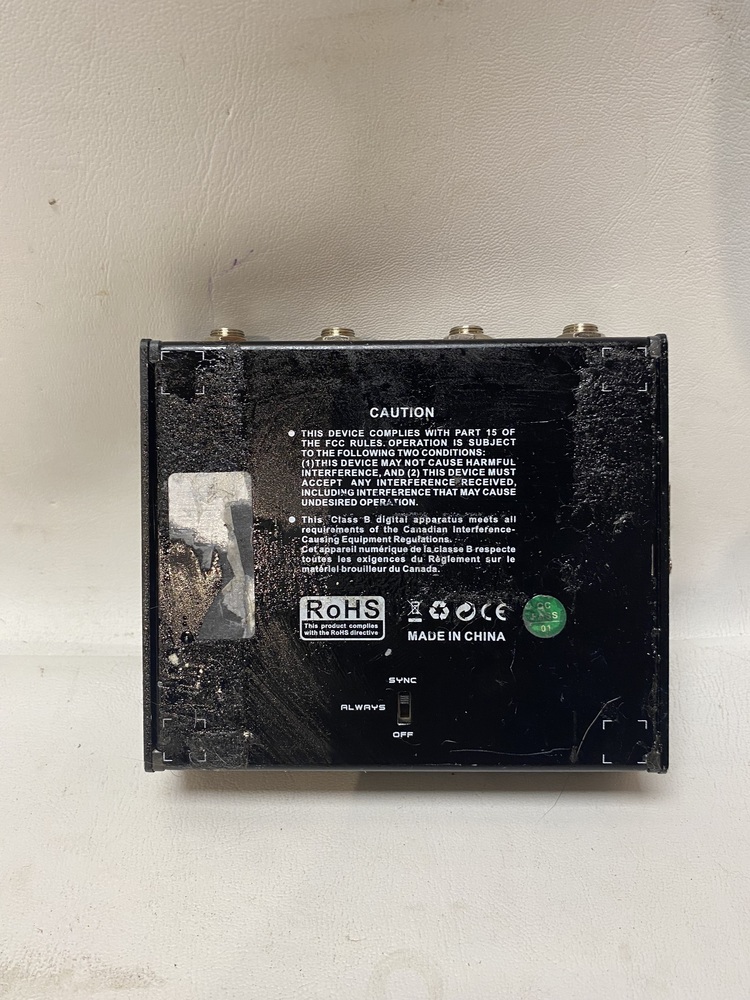 CAUTION
THIS DEVICE COMPLIES WITH PART 15 OF
THE FCC RULES. OPERATION IS SUBJECT
TO THE FOLLOWING TWO CONDITIONS:
(1)THIS DEVICE MAY NOT CAUSE HARMFUL
INTERFERENCE, AND (2) THIS DEVICE MUST
ACCEPT ANY INTERFERENCE RECEIVED,
INCLUDING INTERFERENCE THAT MAY CAUSE
UNDESIRED OPERATION.
This Class B digital apparatus meets all
requirements of the Canadian Interference-
Causing Equipment Regulations.
Cet appareil numérique de la classe B respecte
toutes les exigences du Règlement sur le
matériel brouilleur du Canada.
RoHS
This product complies
with the RoHS directive
CE
MADE IN CHINA
QC
PASS
01
SYNC
ALWAYS
OFF